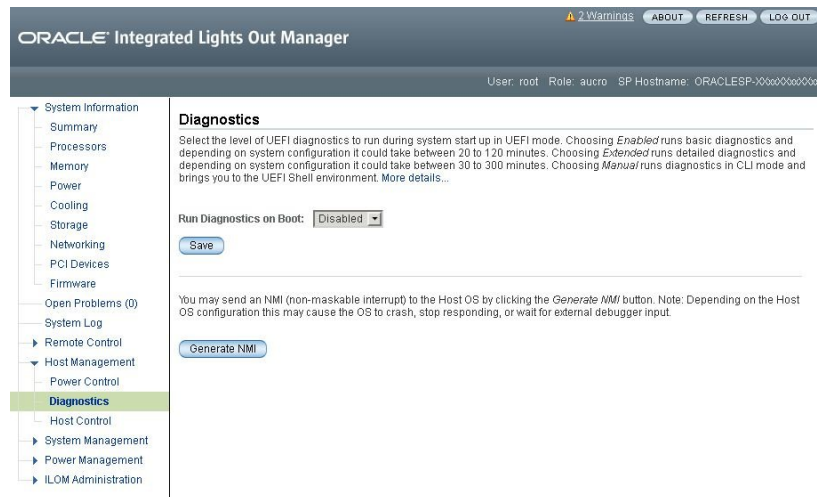 2 Warnings ABOUT REFRESH LOG OUT
ORACLE Integrated Lights Out Manager
User: root Role: aucro SP Hostname:
System Information
Summary
Processors
Memory
Power
Cooling
Storage
Networking
PCI Devices
Firmware
Open Problems (0)
System Log
Remote Control
Host Management
Power Control
Diagnostics
Host Control
System Management
Power Management
ILOM Administration
Diagnostics
Select the level of UEFI diagnostics to run during system start up in UEFI mode. Choosing Enabled runs basic diagnostics and
depending on system configuration it could take between 20 to 120 minutes. Choosing Extended runs detailed diagnostics and
depending on system configuration it could take between 30 to 300 minutes. Choosing Manual runs diagnostics in CLI mode and
brings you to the UEFI Shell environment. More details...
Run Diagnostics on Boot: Disabled
Save
You may send an NMI (non-maskable interrupt) to the Host OS by clicking the Generate NMI button. Note: Depending on the Host
OS configuration this may cause the OS to crash, stop responding, or wait for external debugger input.
Generate NMI